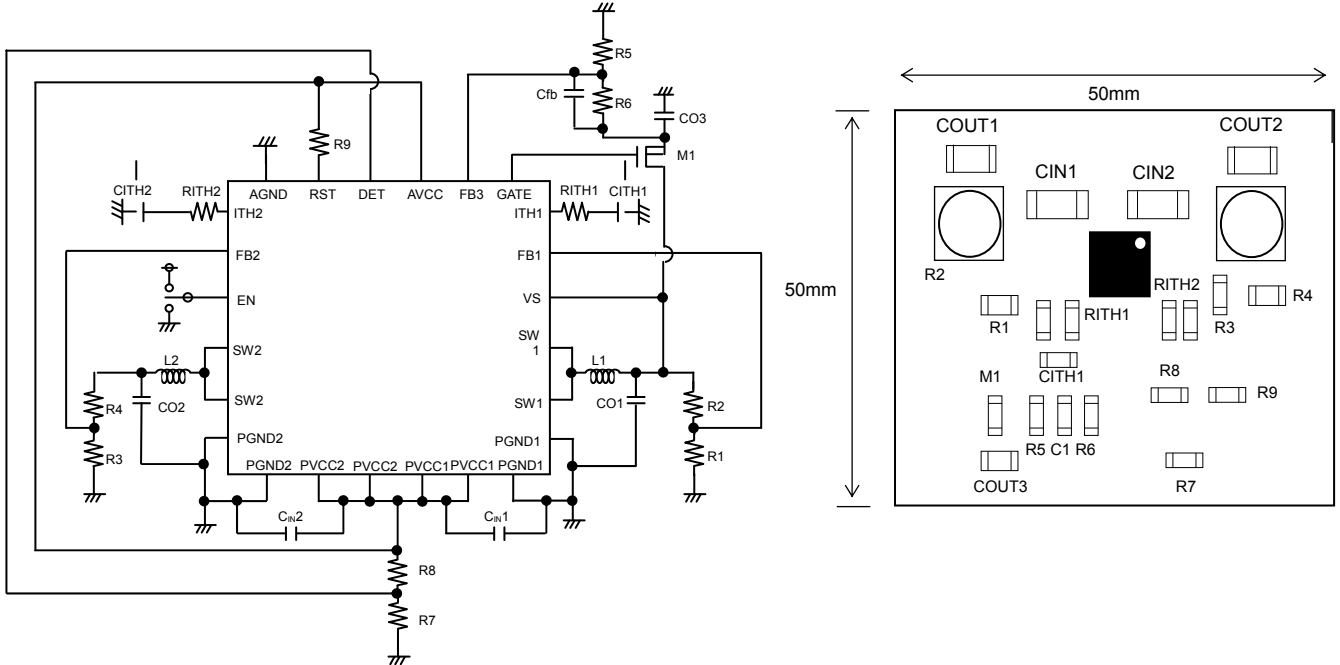 R5
Cfb
R6
CO3
R9
M1
CITH2
RITH2
AGND
RST
DET
AVCC
FB3
GATE
RITH1
CITH1
ITH2
ITH1
FB2
FB1
EN
VS
SW
1
SW2
L2
L1
SW2
SW1
R4
CO2
CO1
R2
PGND2
PGND1
R3
R1
PGND2
PVCC2
PVCC2
PVCC1
PVCC1
PGND1
CIN2
CIN1
R8
R7
50mm
50mm
COUT1
COUT2
CIN1
CIN2
R2
RITH2
R1
RITH1
R3
R4
M1
CITH1
R8
R9
R5
C1
R6
COUT3
R7